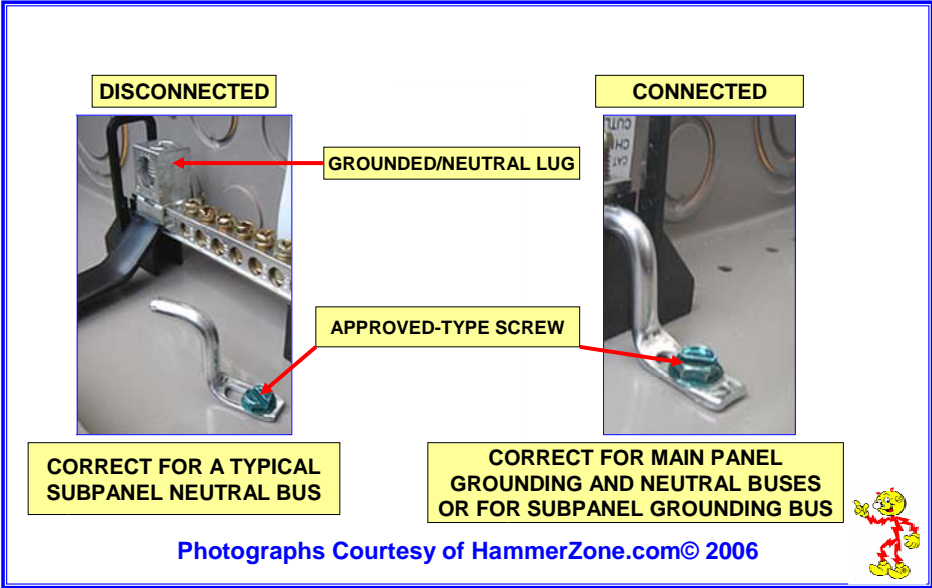 DISCONNECTED
CONNECTED
GROUNDED/NEUTRAL LUG
APPROVED-TYPE SCREW
CORRECT FOR A TYPICAL
SUBPANEL NEUTRAL BUS
CORRECT FOR MAIN PANEL
GROUNDING AND NEUTRAL BUSES
OR FOR SUBPANEL GROUNDING BUS
Photographs Courtesy of HammerZone.com© 2006